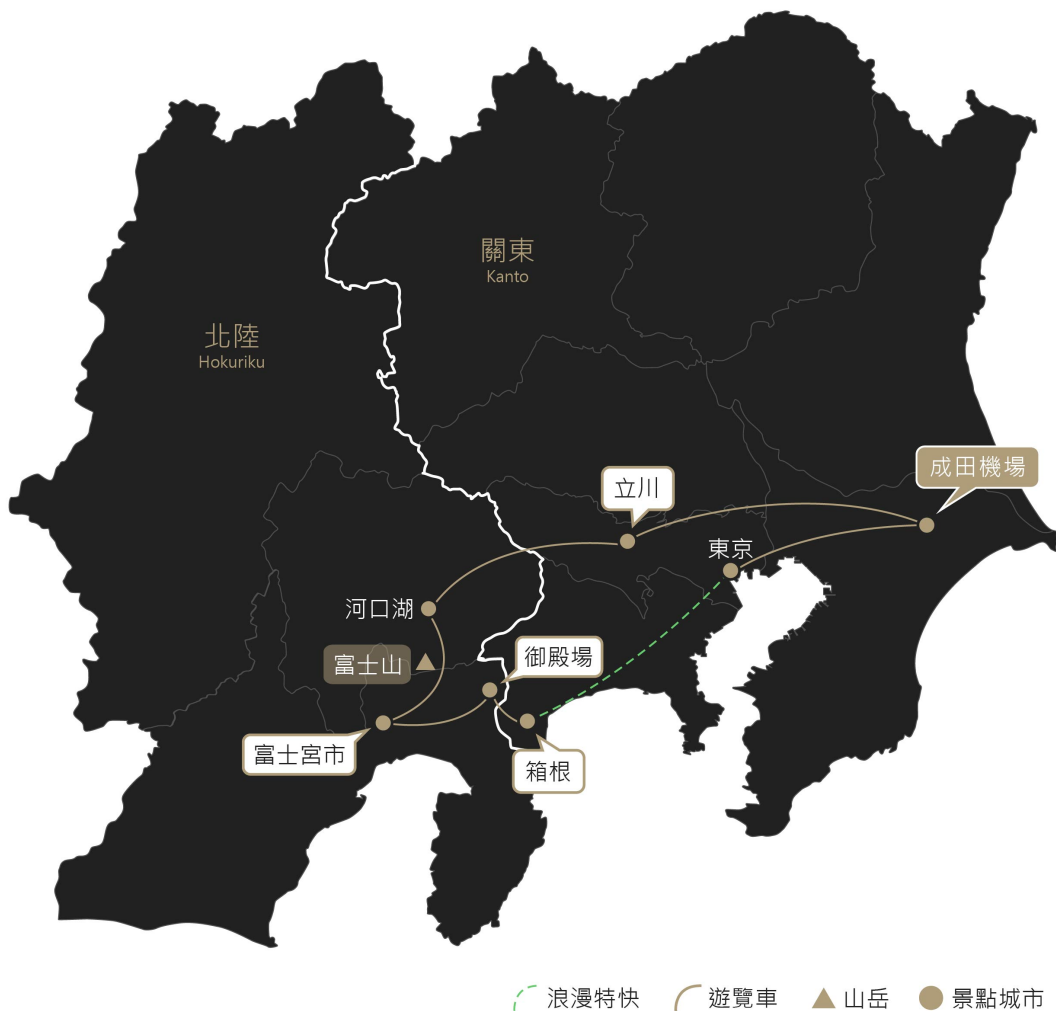 關東
Kanto
北陸
Hokuriku
成田機場
立川
東京
河口湖
富士山
御殿場
富士宮市
箱根
浪漫特快
遊覽車
山岳
景點城市